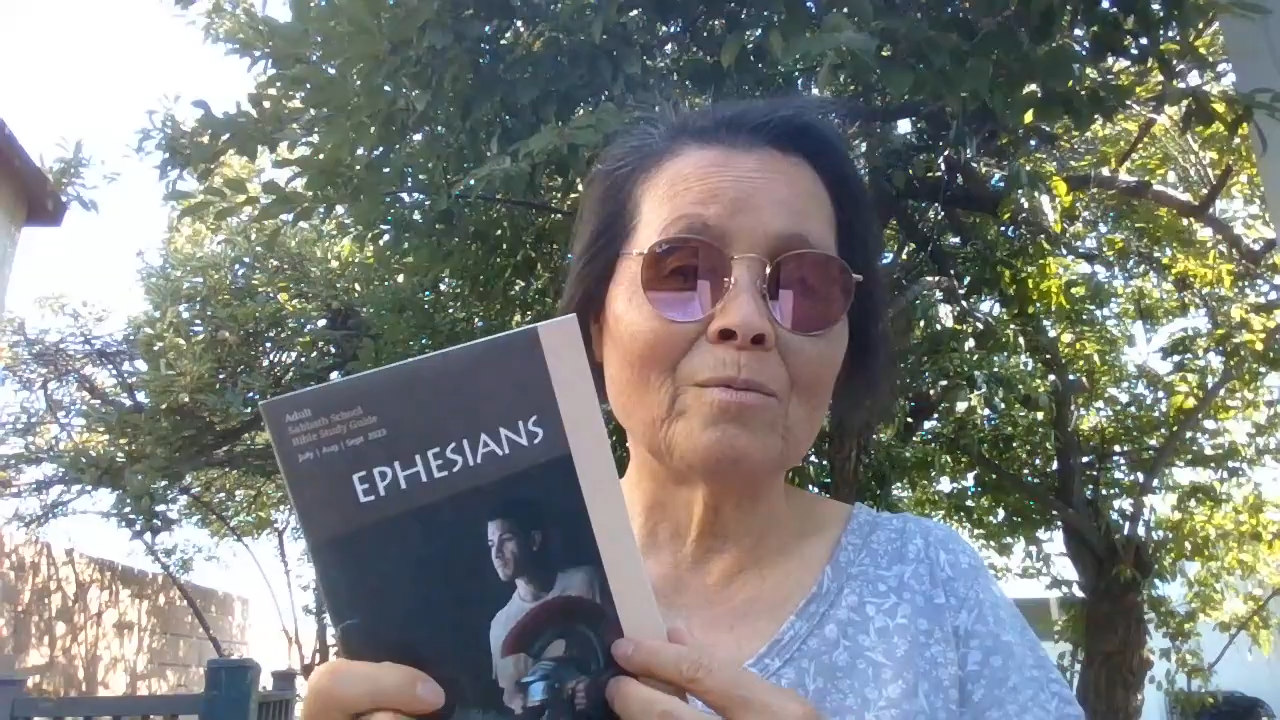 Adult
Sabbath School
Bible Study Guide
July | Aug | Sept 2023
EPHESIANS